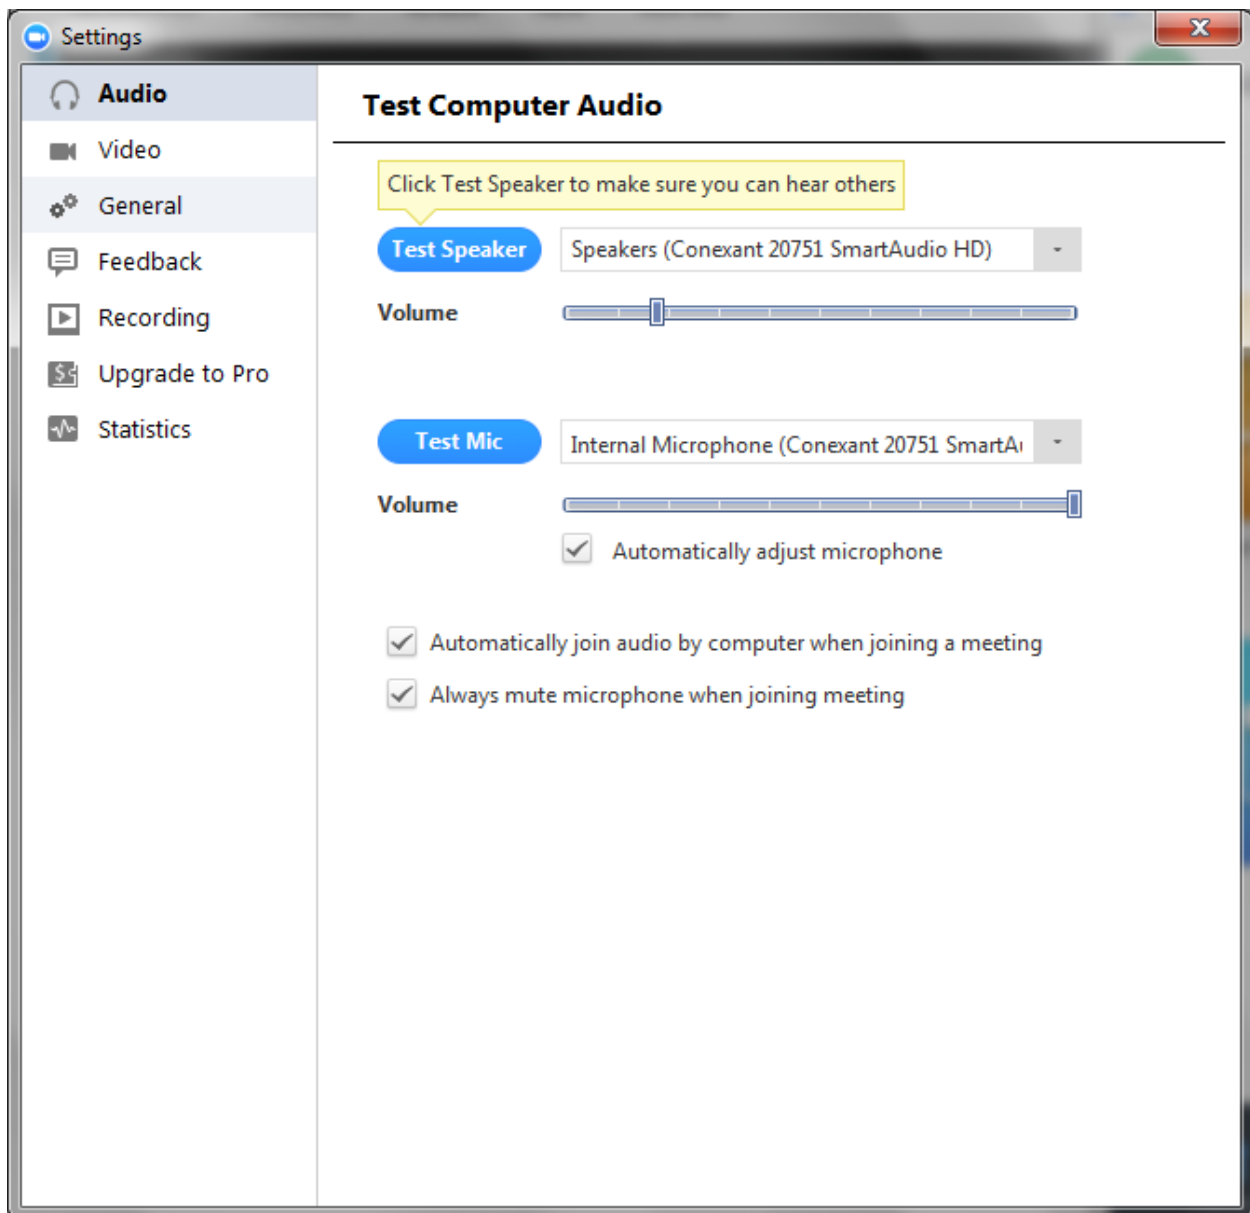 Settings
Audio
Video
General
Feedback
Recording
Upgrade to Pro
Statistics
Test Computer Audio
Click Test Speaker to make sure you can hear others
Test Speaker Speakers (Conexant 20751 SmartAudio HD)
Volume
Test Mic Internal Microphone (Conexant 20751 SmartAu
Volume
Automatically adjust microphone
Automatically join audio by computer when joining a meeting
Always mute microphone when joining meeting